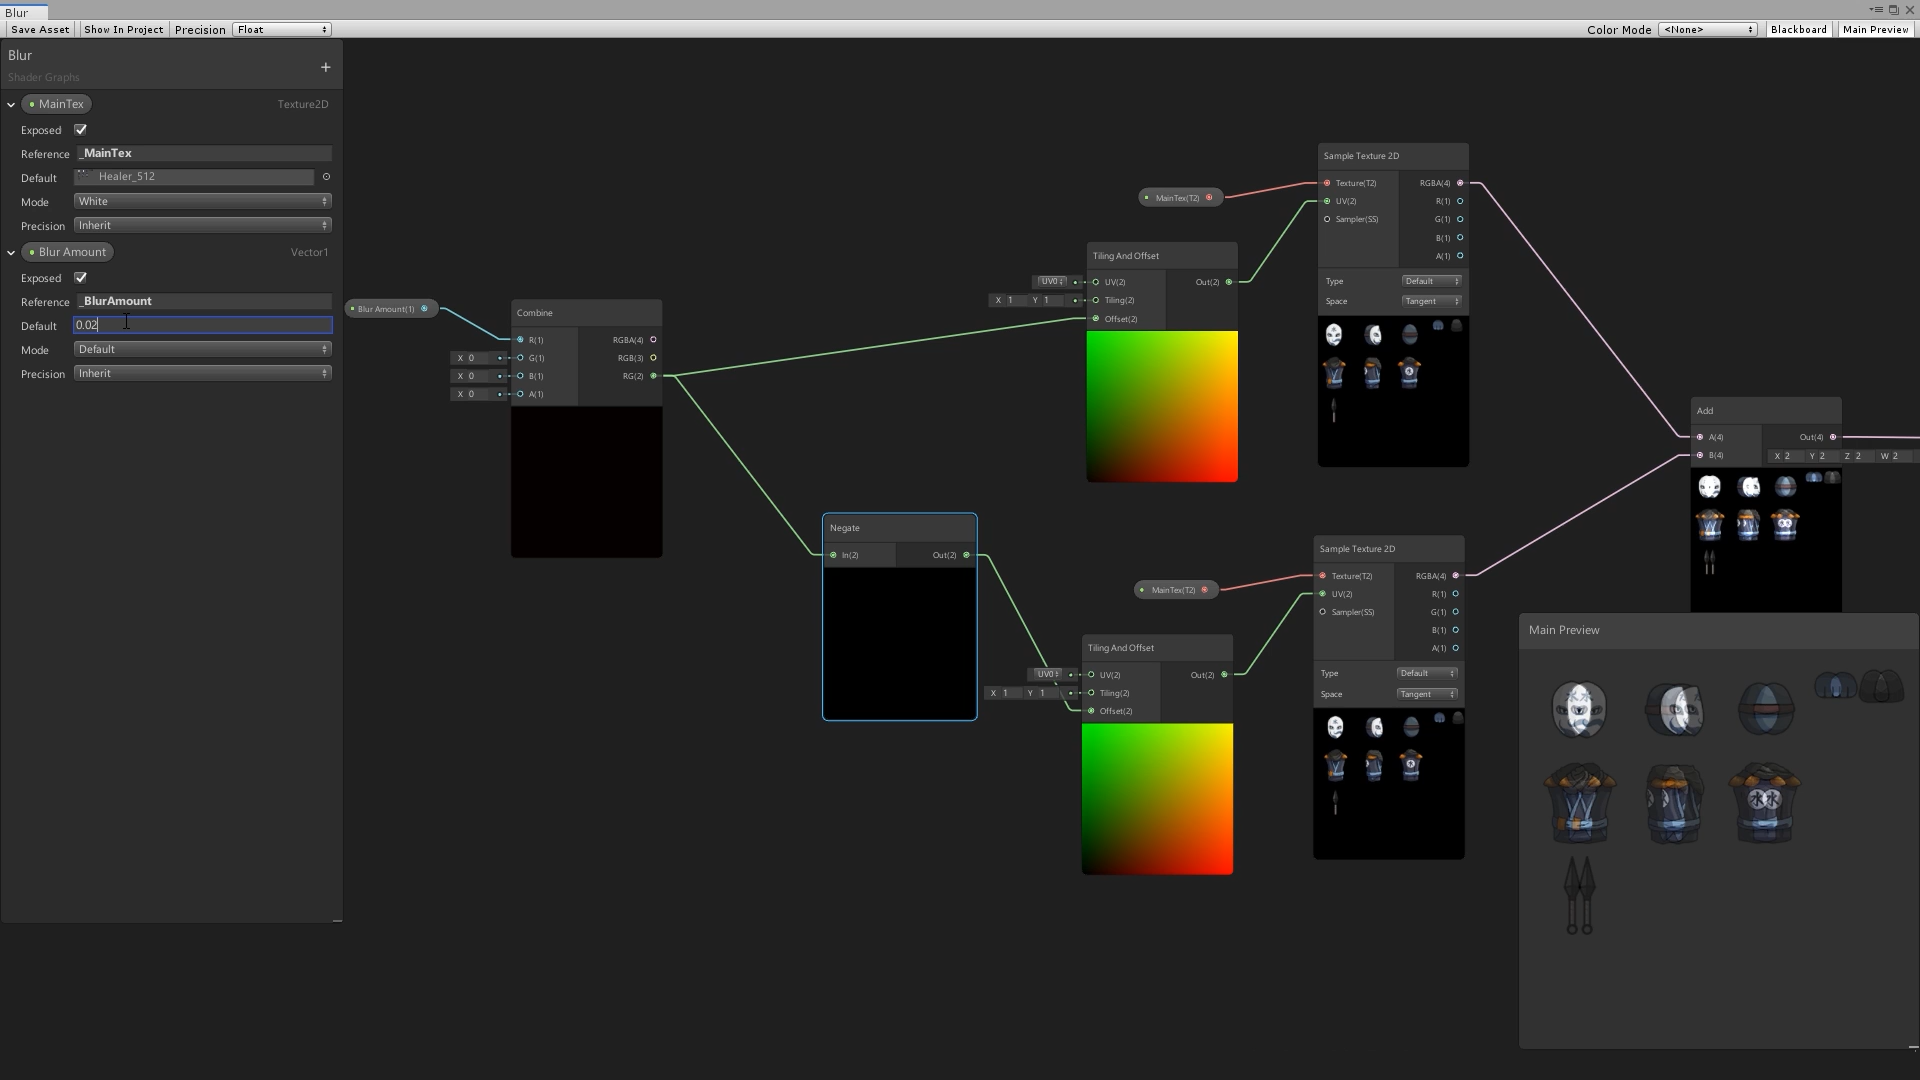 Blur
Save Asset Show In Project Precision Float Color Mode <None> Blackboard Main Preview
Blur
Shader Graphs
+
MainTex Texture2D
Exposed
Reference _MainTex
Default Healer_512
Mode White
Precision Inherit
Blur Amount Vector1
Exposed
Reference _BlurAmount
Default 0.02
Mode Default
Precision Inherit
Blur Amount(1)
Combine
R(1) RGBA(4)
X 0 G(1) RGB(3)
X 0 B(1) RG(2)
X 0 A(1)
Negate
In(2) Out(2)
MainTex(T2)
Tiling And Offset
UV0 UV(2) Out(2)
X 1 Y 1 Tiling(2)
Offset(2)
Sample Texture 2D
Texture(T2) RGBA(4)
UV(2) R(1)
Sampler(SS) G(1)
B(1)
A(1)
Type Default
Space Tangent
MainTex(T2)
Tiling And Offset
UV0 UV(2) Out(2)
X 1 Y 1 Tiling(2)
Offset(2)
Sample Texture 2D
Texture(T2) RGBA(4)
UV(2) R(1)
Sampler(SS) G(1)
B(1)
A(1)
Type Default
Space Tangent
Add
A(4) Out(4)
B(4) X 2 Y 2 Z 2 W 2
Main Preview
水 水